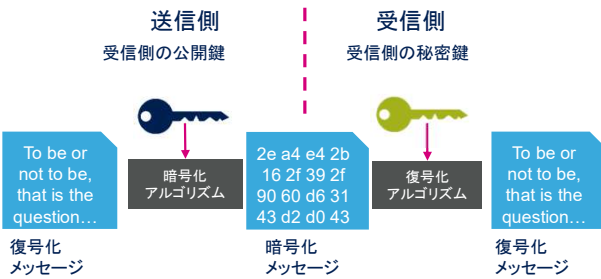 送信側
受信側の公開鍵
受信側
受信側の秘密鍵
To be or
not to be,
that is the
question…
暗号化
アルゴリズム
2e a4 e4 2b
16 2f 39 2f
90 60 d6 31
43 d2 d0 43
復号化
アルゴリズム
To be or
not to be,
that is the
question…
復号化
メッセージ
暗号化
メッセージ
復号化
メッセージ